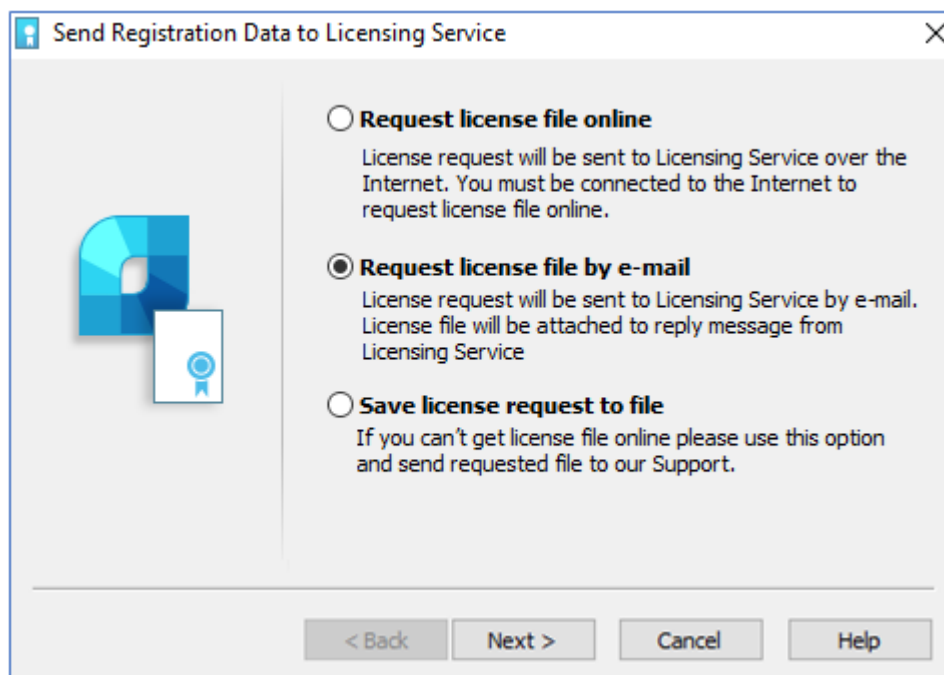 Send Registration Data to Licensing Service
Request license file online
License request will be sent to Licensing Service over the
Internet. You must be connected to the Internet to
request license file online.
Request license file by e-mail
License request will be sent to Licensing Service by e-mail.
License file will be attached to reply message from
Licensing Service
Save license request to file
If you can't get license file online please use this option
and send requested file to our Support.
< Back Next > Cancel Help